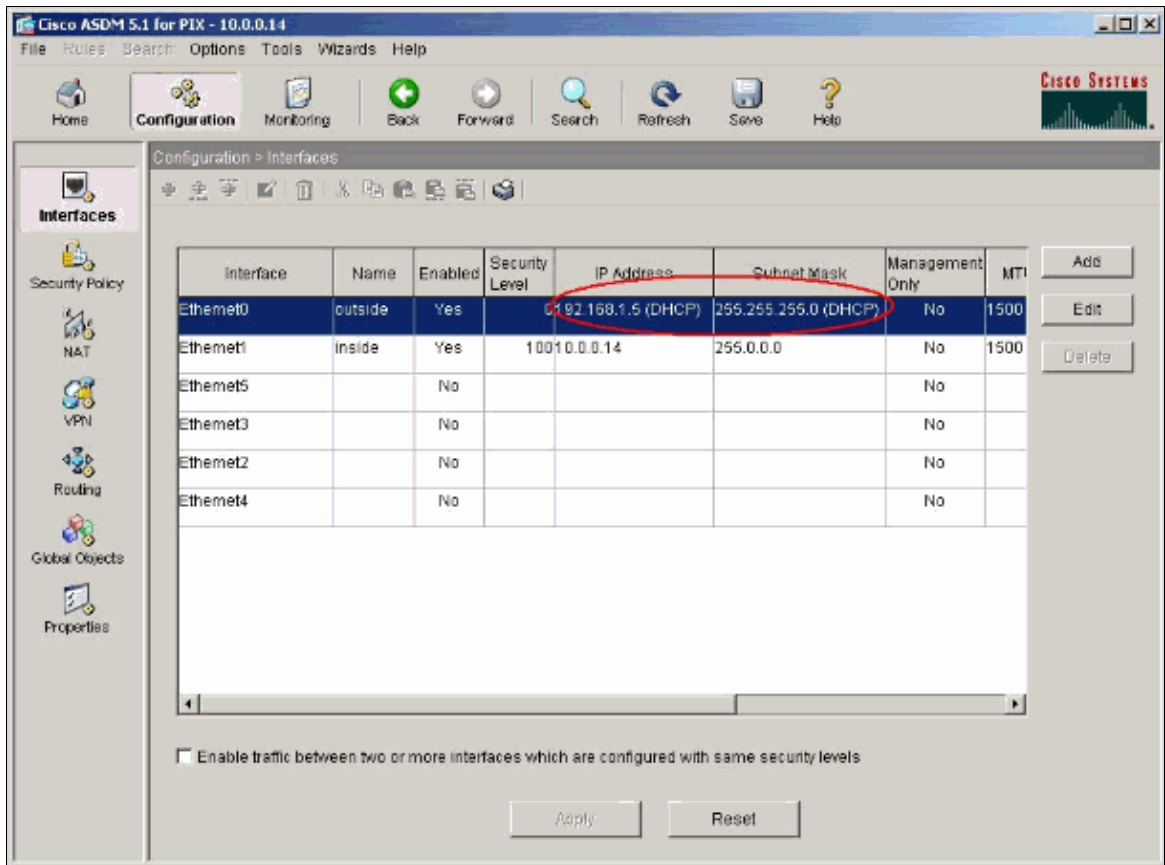 Cisco ASDM 5.1 for PIX - 10.0.0.14
File Rules Search Options Tools Wizards Help
Home Configuration Monitoring Back Forward Search Refresh Save Help
CISCO SYSTEMS
Configuration > Interfaces
Interfaces
Security Policy
NAT
VPN
Routing
Global Objects
Properties
Interface Name Enabled Security Level IP Address Subnet Mask Management Only MTU
Ethernet0 outside Yes 0 192.168.1.5 (DHCP) 255.255.255.0 (DHCP) No 1500
Ethernet1 inside Yes 100 10.0.0.14 255.0.0.0 No 1500
Ethernet5 No No
Ethernet3 No No
Ethernet2 No No
Ethernet4 No No
Add
Edit
Delete
Enable traffic between two or more interfaces which are configured with same security levels
Apply Reset